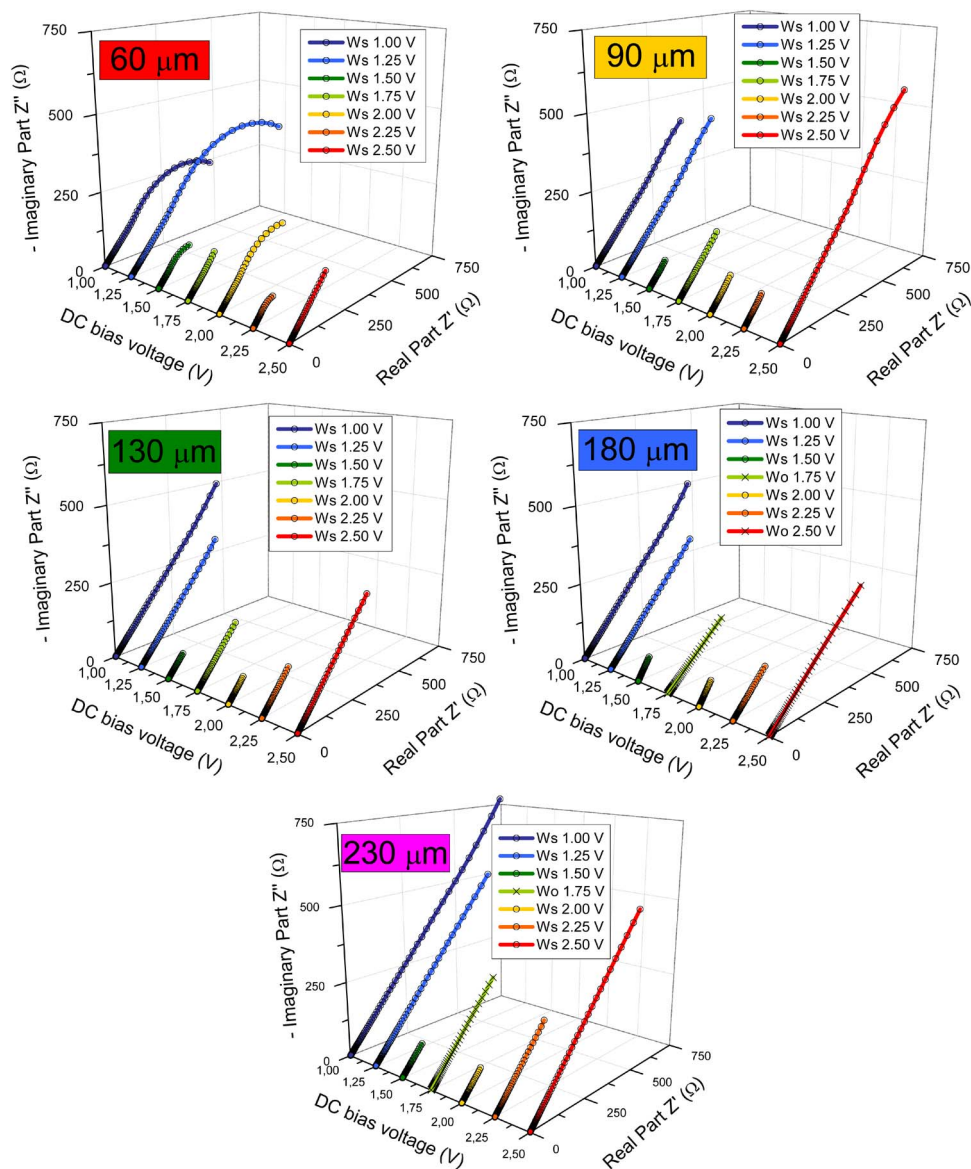 60 μm
Ws 1.00 V
Ws 1.25 V
Ws 1.50 V
Ws 1.75 V
Ws 2.00 V
Ws 2.25 V
Ws 2.50 V
750
500
250
0
- Imaginary Part Z'' (Ω)
1,00
1,25
1,50
1,75
2,00
2,25
2,50
DC bias voltage (V)
0
250
500
750
Real Part Z' (Ω)
90 μm
Ws 1.00 V
Ws 1.25 V
Ws 1.50 V
Ws 1.75 V
Ws 2.00 V
Ws 2.25 V
Ws 2.50 V
750
500
250
0
- Imaginary Part Z'' (Ω)
1,00
1,25
1,50
1,75
2,00
2,25
2,50
DC bias voltage (V)
0
250
500
750
Real Part Z' (Ω)
130 μm
Ws 1.00 V
Ws 1.25 V
Ws 1.50 V
Ws 1.75 V
Ws 2.00 V
Ws 2.25 V
Ws 2.50 V
750
500
250
0
- Imaginary Part Z'' (Ω)
1,00
1,25
1,50
1,75
2,00
2,25
2,50
DC bias voltage (V)
0
250
500
750
Real Part Z' (Ω)
180 μm
Ws 1.00 V
Ws 1.25 V
Ws 1.50 V
Wo 1.75 V
Ws 2.00 V
Ws 2.25 V
Wo 2.50 V
750
500
250
0
- Imaginary Part Z'' (Ω)
1,00
1,25
1,50
1,75
2,00
2,25
2,50
DC bias voltage (V)
0
250
500
750
Real Part Z' (Ω)
230 μm
Ws 1.00 V
Ws 1.25 V
Ws 1.50 V
Wo 1.75 V
Ws 2.00 V
Ws 2.25 V
Ws 2.50 V
750
500
250
0
- Imaginary Part Z'' (Ω)
1,00
1,25
1,50
1,75
2,00
2,25
2,50
DC bias voltage (V)
0
250
500
750
Real Part Z' (Ω)